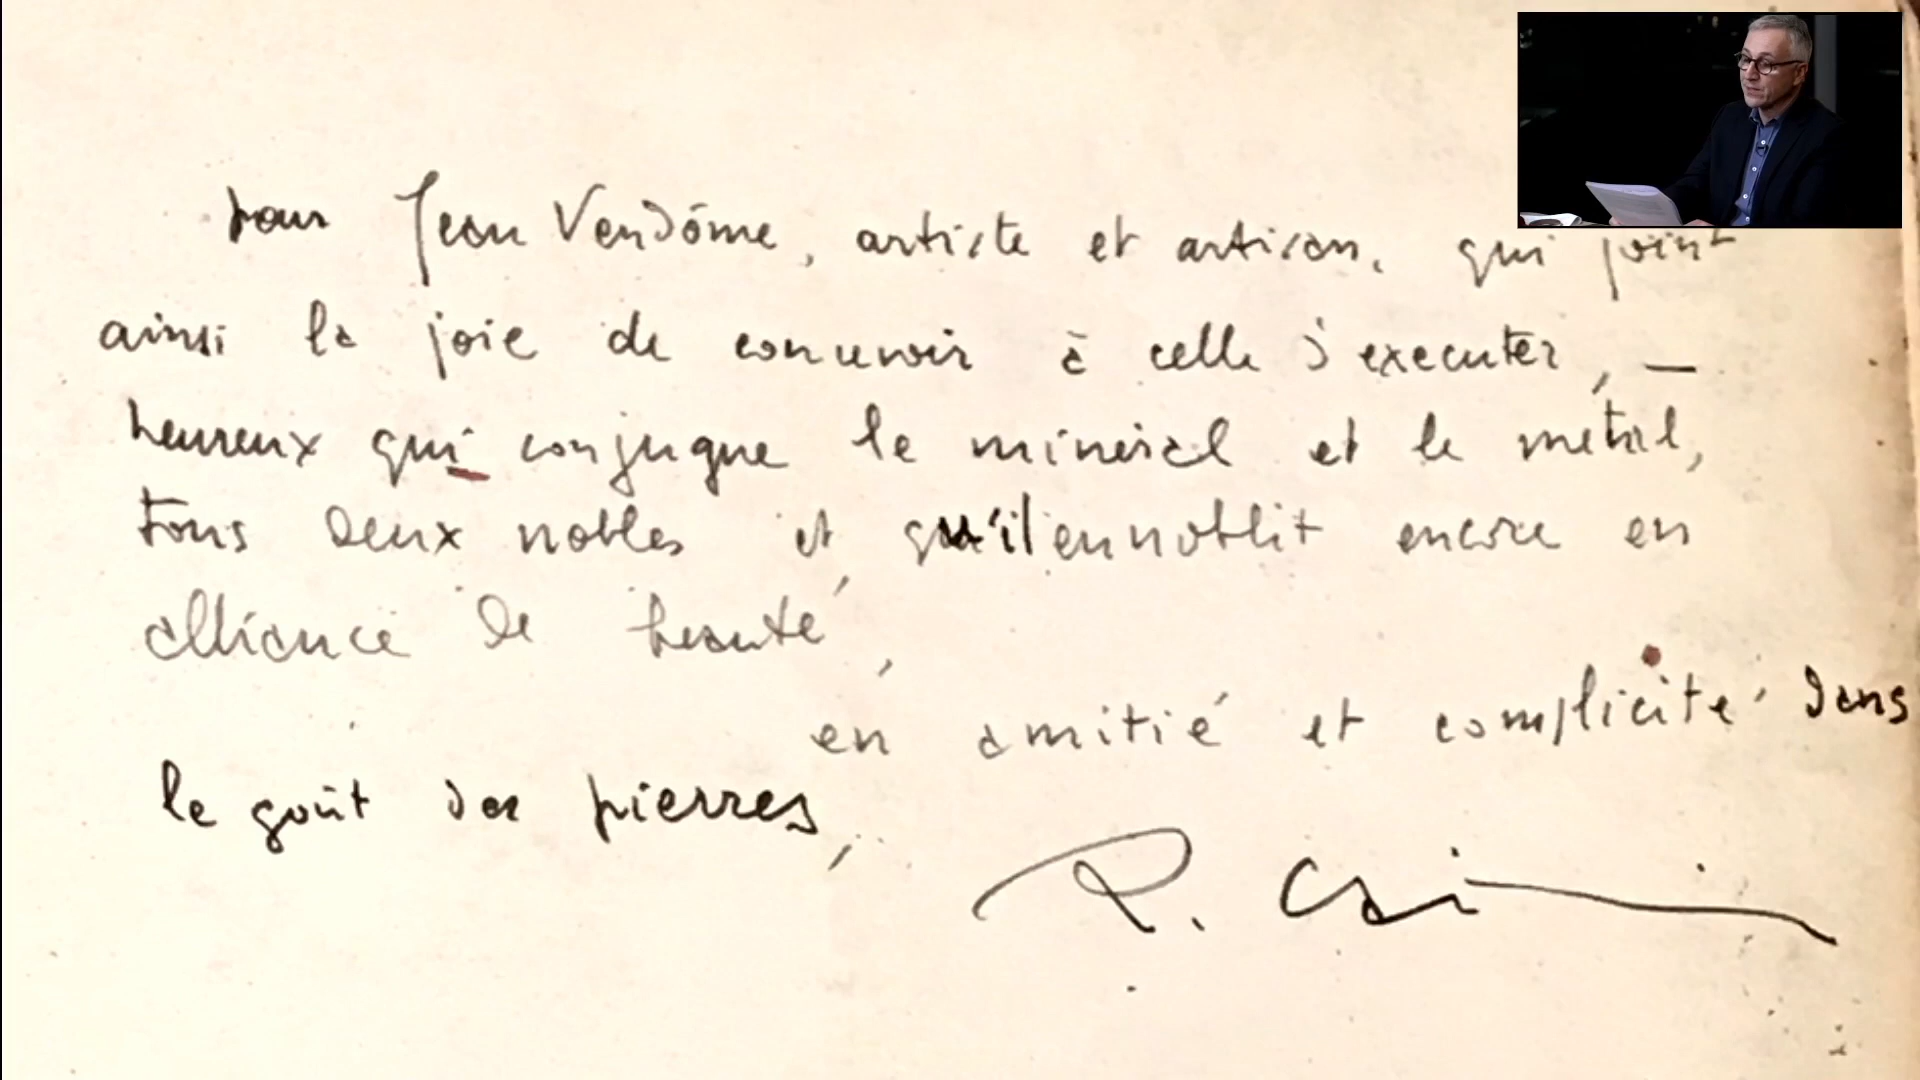 pour Jean Vendôme, artiste et artisan, qui joint
ainsi la joie de concevoir à celle d'executer, —
heureux qui conjugue le minéral et le métal,
tous deux nobles et, qu'il ennoblit encore en
alliance de beauté,
en amitié et complicité dans
le goût des pierres,
R. Cai